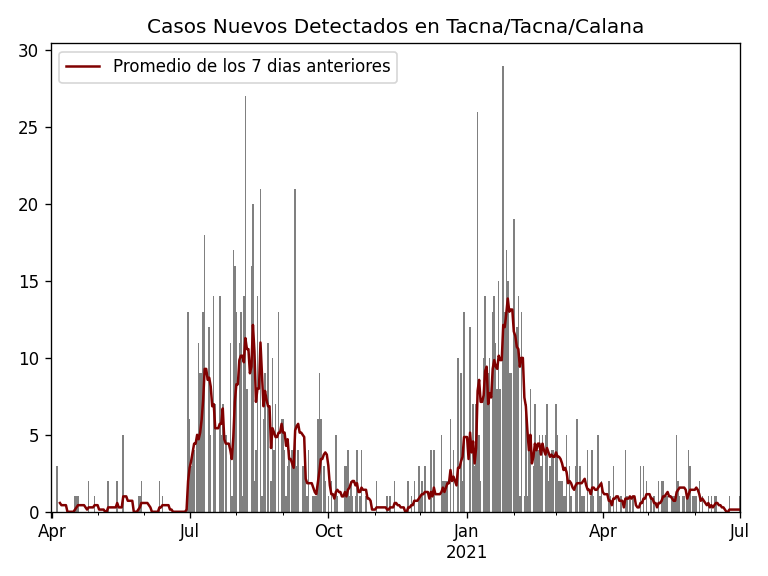 Casos Nuevos Detectados en Tacna/Tacna/Calana
30
Promedio de los 7 dias anteriores
25
20
15
10
5
0
Apr Jul Oct Jan Apr Jul
2021